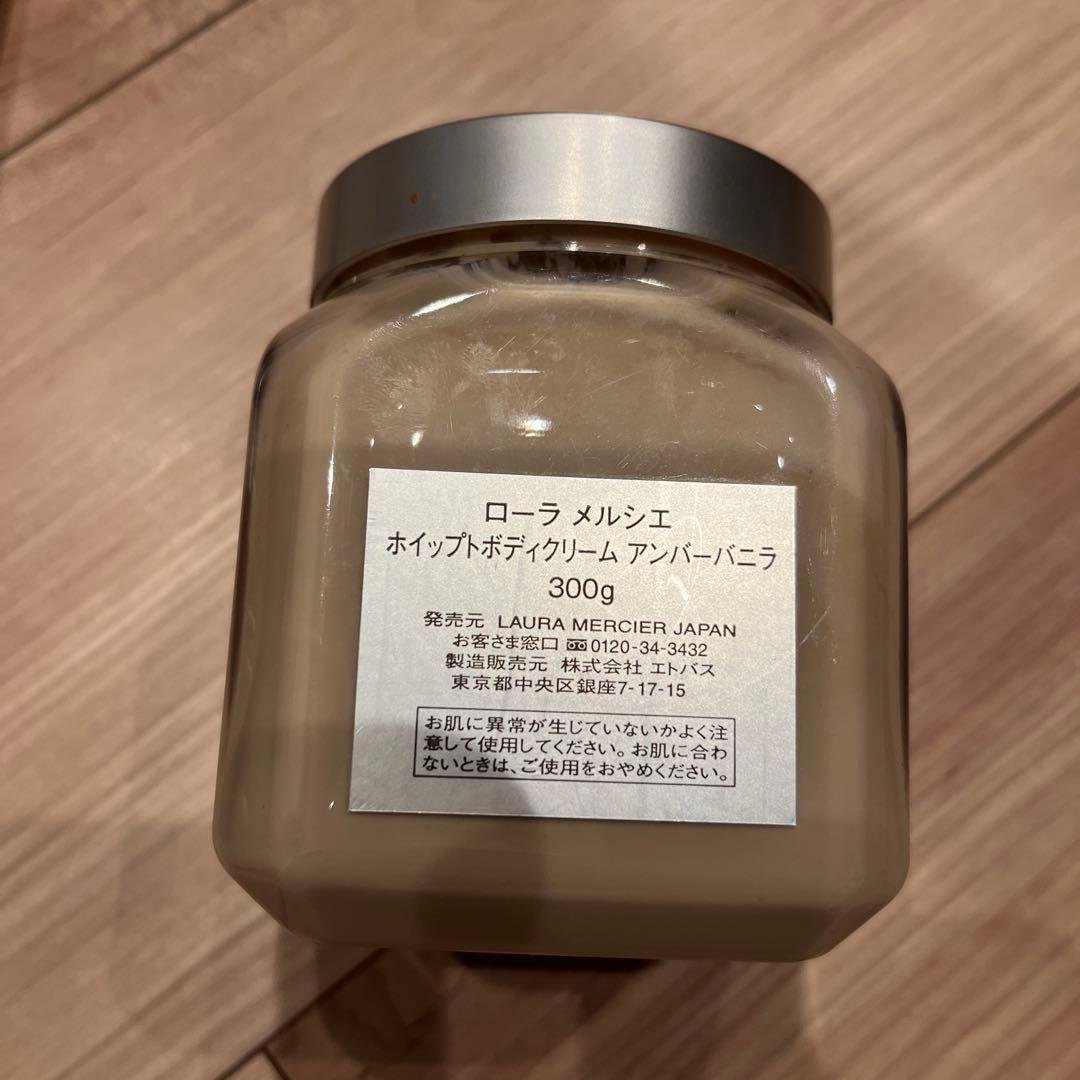 ローラ メルシエ
ホイップトボディクリーム アンバーバニラ
300g
発売元 LAURA MERCIER JAPAN
お客さま窓口 0120-34-3432
製造販売元 株式会社 エトバス
東京都中央区銀座7-17-15
お肌に異常が生じていないかよく注
意して使用してください。お肌に合わ
ないときは、ご使用をおやめください。